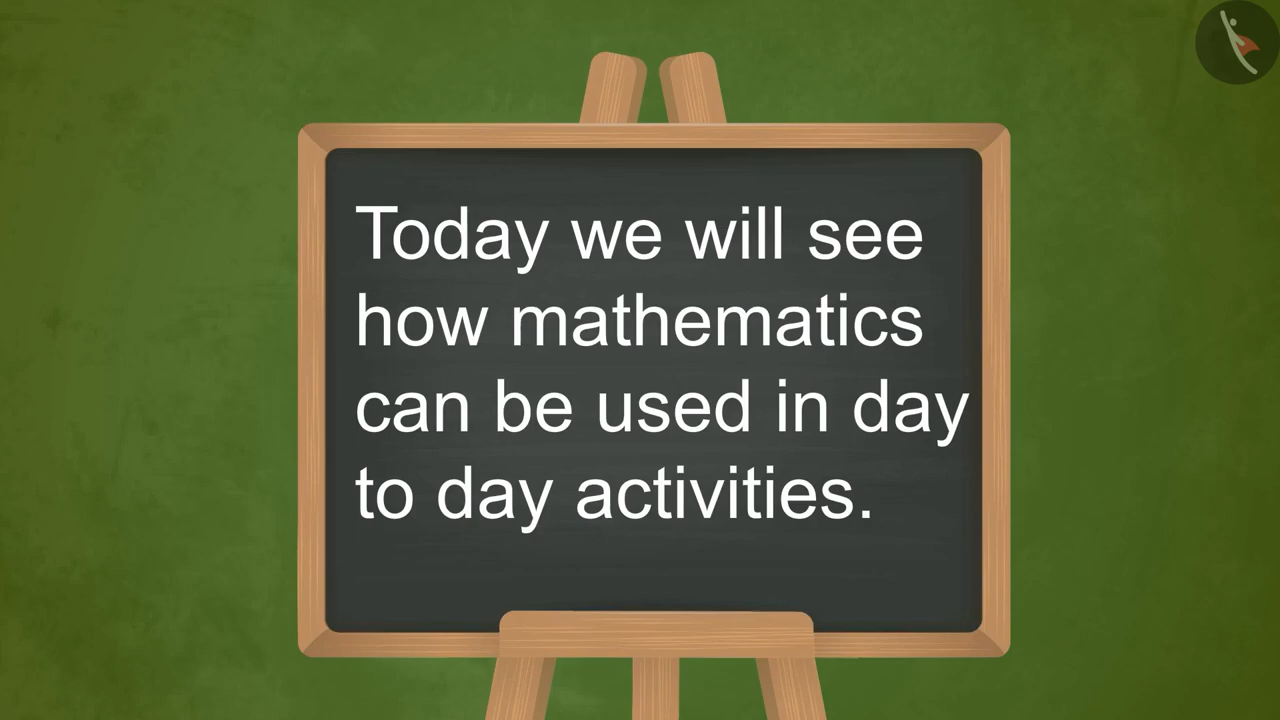 Today we will see
how mathematics
can be used in day
to day activities.